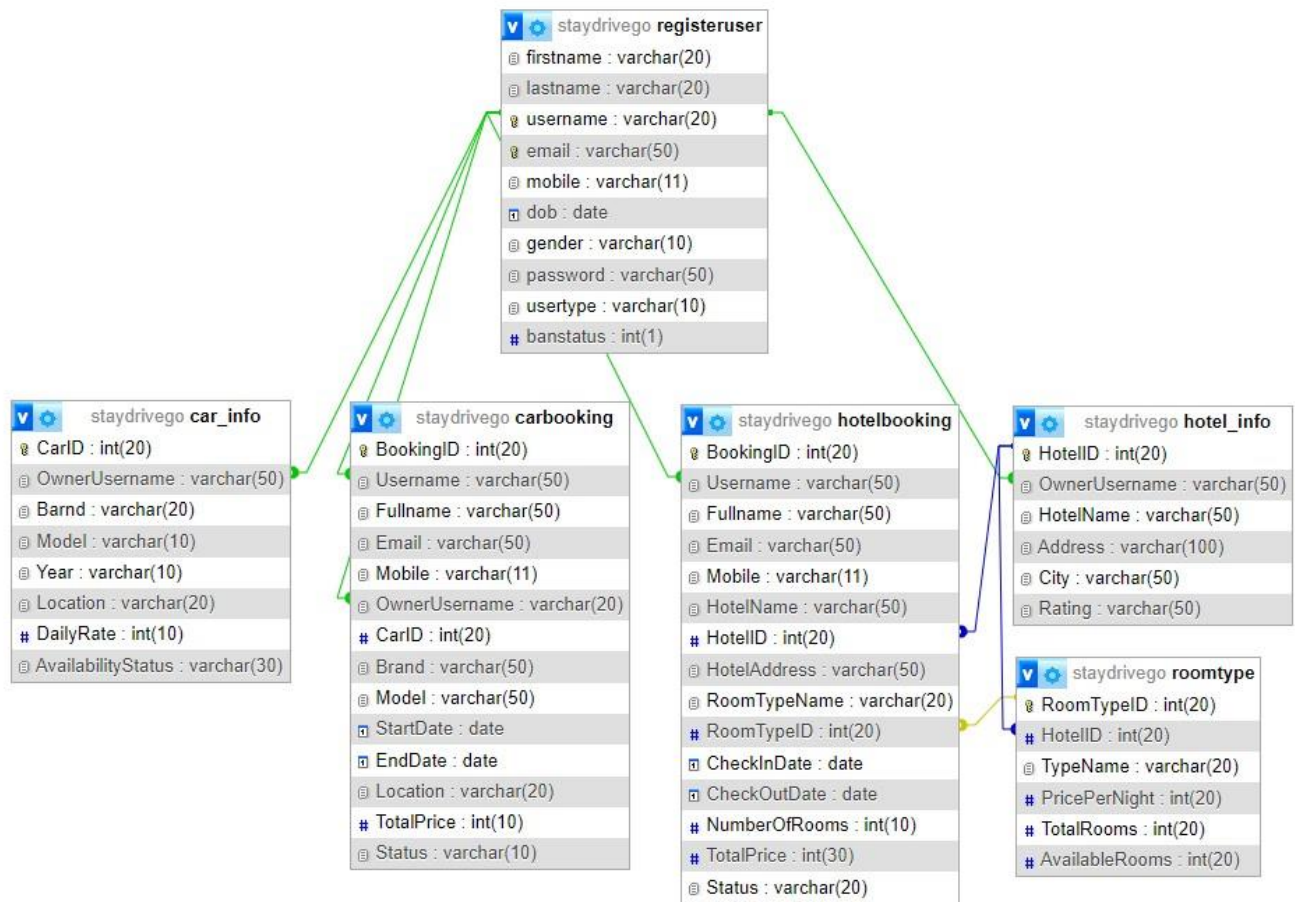 staydrivego registeruser
firstname : varchar(20)
lastname : varchar(20)
username : varchar(20)
email : varchar(50)
mobile : varchar(11)
dob : date
gender : varchar(10)
password : varchar(50)
usertype : varchar(10)
# banstatus : int(1)
staydrivego car_info
CarID : int(20)
OwnerUsername : varchar(50)
Barnd : varchar(20)
Model : varchar(10)
Year : varchar(10)
Location : varchar(20)
# DailyRate : int(10)
AvailabilityStatus : varchar(30)
staydrivego carbooking
BookingID : int(20)
Username : varchar(50)
Fullname : varchar(50)
Email : varchar(50)
Mobile : varchar(11)
OwnerUsername : varchar(20)
# CarID : int(20)
Brand : varchar(50)
Model : varchar(50)
StartDate : date
EndDate : date
Location : varchar(20)
# TotalPrice : int(10)
Status : varchar(10)
staydrivego hotelbooking
BookingID : int(20)
Username : varchar(50)
Fullname : varchar(50)
Email : varchar(50)
Mobile : varchar(11)
HotelName : varchar(50)
# HotelID : int(20)
HotelAddress : varchar(50)
RoomTypeName : varchar(20)
# RoomTypeID : int(20)
CheckInDate : date
CheckOutDate : date
# NumberOfRooms : int(10)
# TotalPrice : int(30)
Status : varchar(20)
staydrivego hotel_info
HotelID : int(20)
OwnerUsername : varchar(50)
HotelName : varchar(50)
Address : varchar(100)
City : varchar(50)
Rating : varchar(50)
staydrivego roomtype
RoomTypeID : int(20)
# HotelID : int(20)
TypeName : varchar(20)
# PricePerNight : int(20)
# TotalRooms : int(20)
# AvailableRooms : int(20)